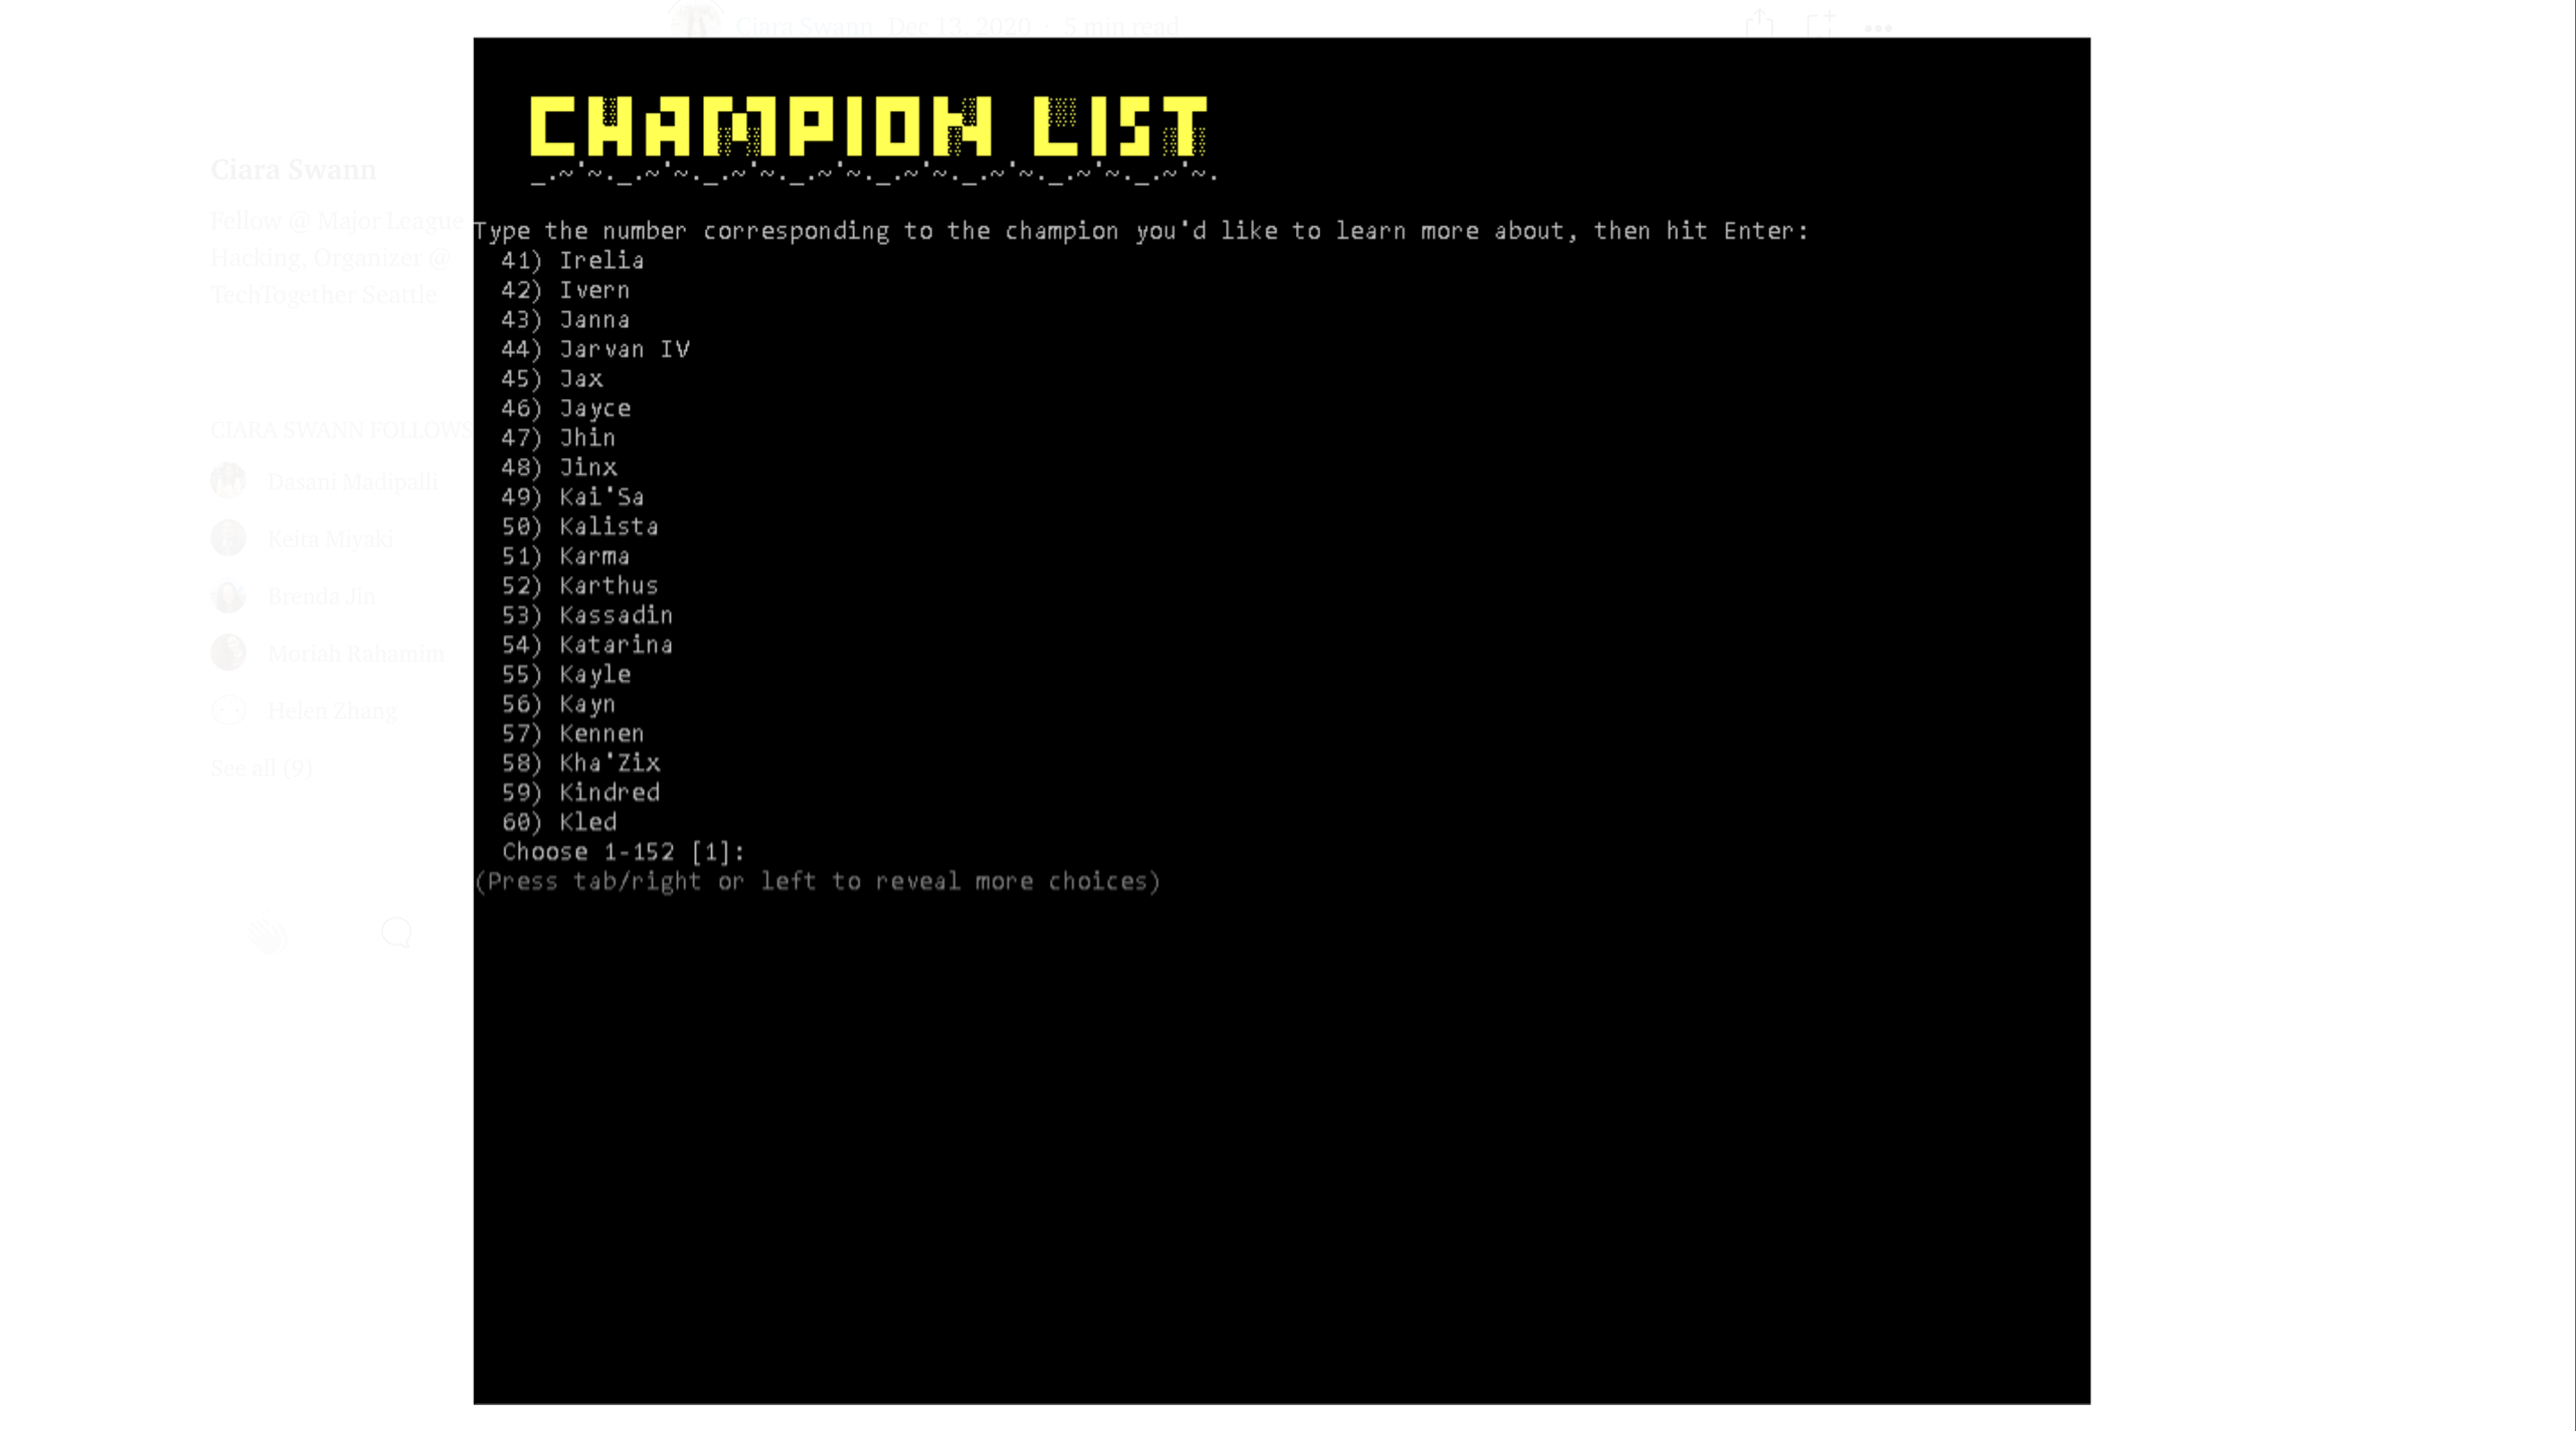 Ciara Swann Dec 13, 2020 · 5 min read
Ciara Swann
Fellow @ Major League
Hacking, Organizer @
TechTogether Seattle
CIARA SWANN FOLLOWS
Dasani Madipalli
Keita Miyaki
Brenda Jin
Moriah Rahamim
Helen Zhang
See all (9)
CHAMPION LIST
_.~'~._.~'~._.~'~._.~'~._.~'~._.~'~._.~'~._.~'~.
Type the number corresponding to the champion you'd like to learn more about, then hit Enter:
41) Irelia
42) Ivern
43) Janna
44) Jarvan IV
45) Jax
46) Jayce
47) Jhin
48) Jinx
49) Kai'Sa
50) Kalista
51) Karma
52) Karthus
53) Kassadin
54) Katarina
55) Kayle
56) Kayn
57) Kennen
58) Kha'Zix
59) Kindred
60) Kled
Choose 1-152 [1]:
(Press tab/right or left to reveal more choices)